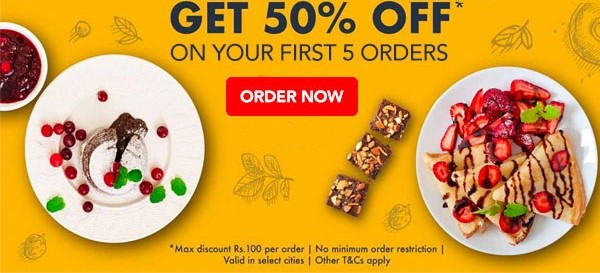 GET 50% OFF*
ON YOUR FIRST 5 ORDERS
ORDER NOW
*Max discount Rs.100 per order | No minimum order restriction |
Valid in select cities | Other T&Cs apply